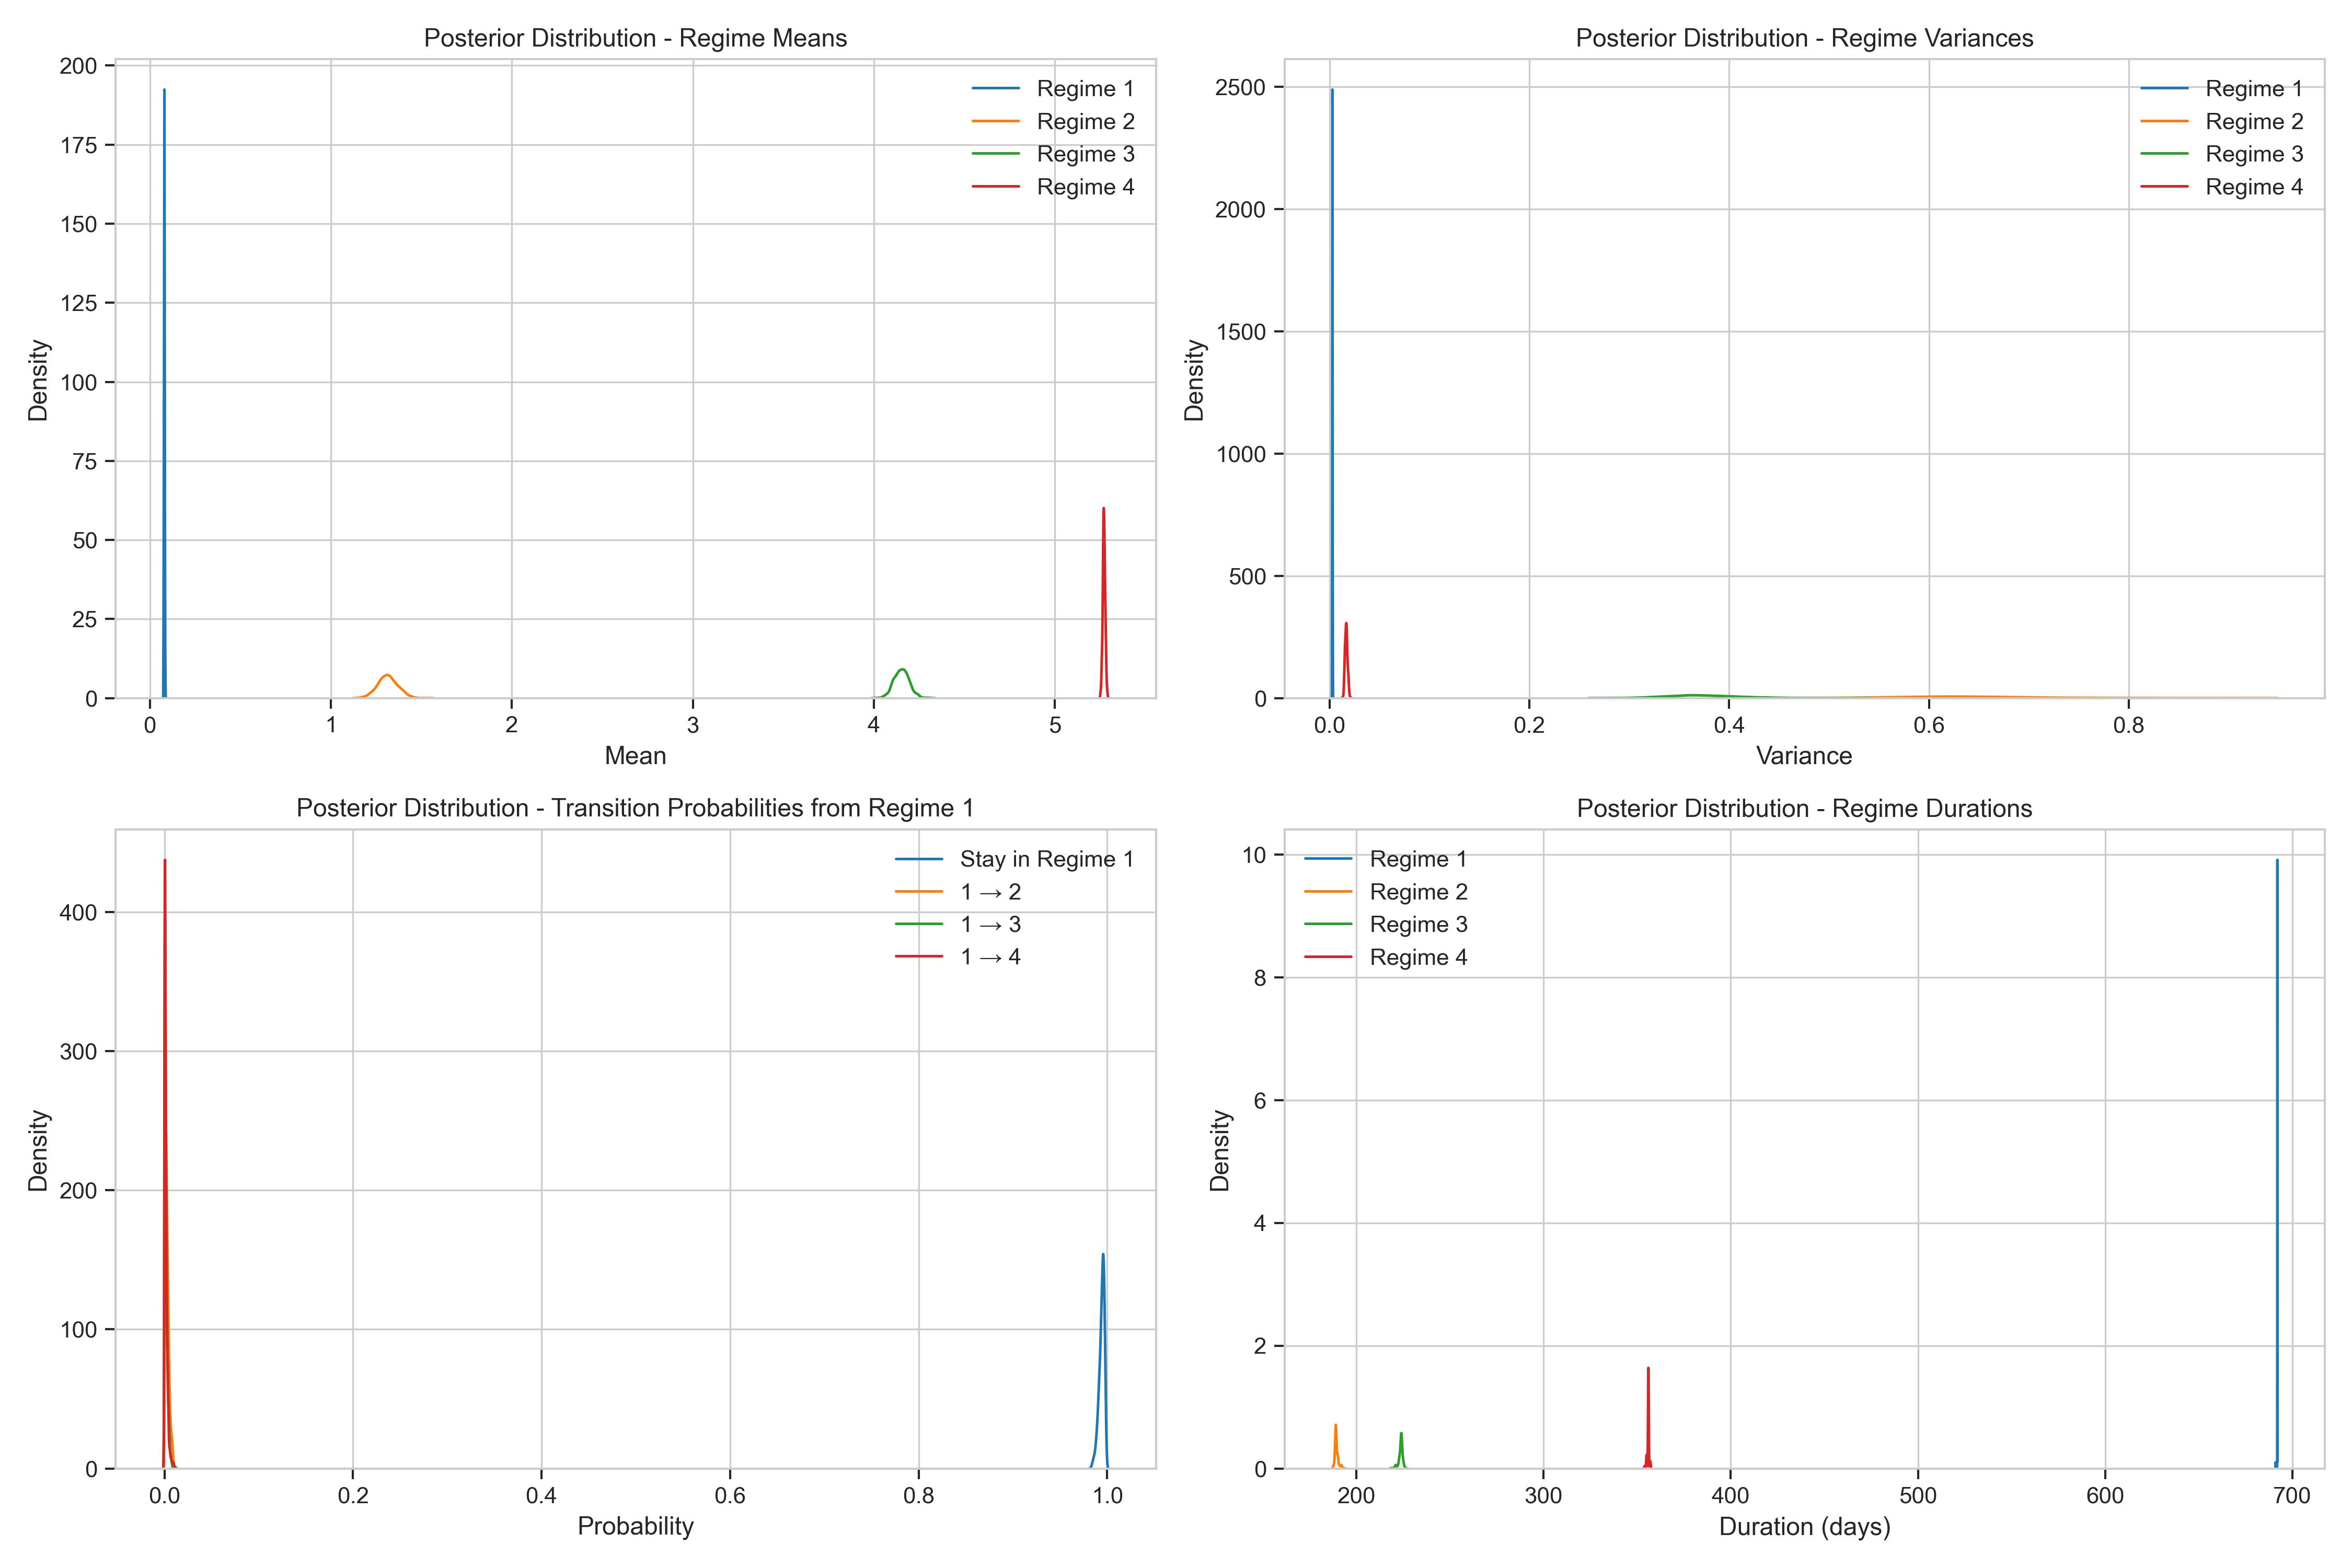 Posterior Distribution - Regime Means
200
175
150
125
100
75
50
25
0
Density
0 1 2 3 4 5
Mean
Regime 1
Regime 2
Regime 3
Regime 4
Posterior Distribution - Regime Variances
2500
2000
1500
1000
500
0
Density
0.0 0.2 0.4 0.6 0.8
Variance
Regime 1
Regime 2
Regime 3
Regime 4
Posterior Distribution - Transition Probabilities from Regime 1
400
300
200
100
0
Density
0.0 0.2 0.4 0.6 0.8 1.0
Probability
Stay in Regime 1
1 → 2
1 → 3
1 → 4
Posterior Distribution - Regime Durations
10
8
6
4
2
0
Density
200 300 400 500 600 700
Duration (days)
Regime 1
Regime 2
Regime 3
Regime 4